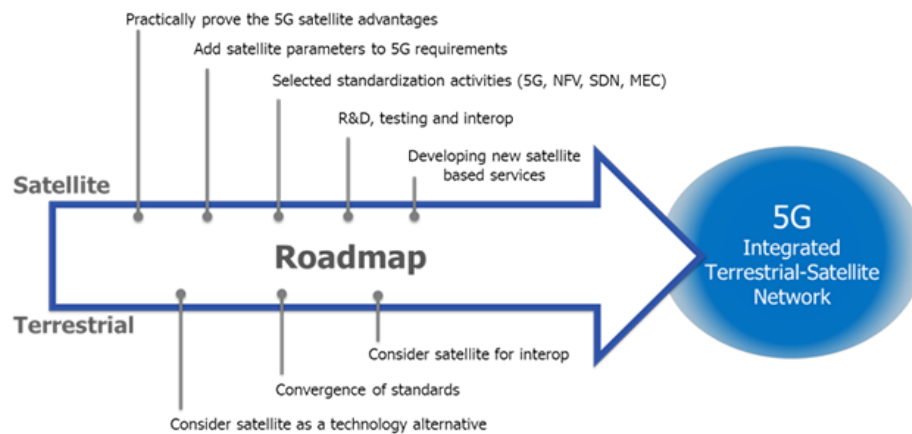 Practically prove the 5G satellite advantages
Add satellite parameters to 5G requirements
Selected standardization activities (5G, NFV, SDN, MEC)
R&D, testing and interop
Developing new satellite
based services
Satellite
Roadmap
5G
Integrated
Terrestrial-Satellite
Network
Terrestrial
Consider satellite for interop
Convergence of standards
Consider satellite as a technology alternative